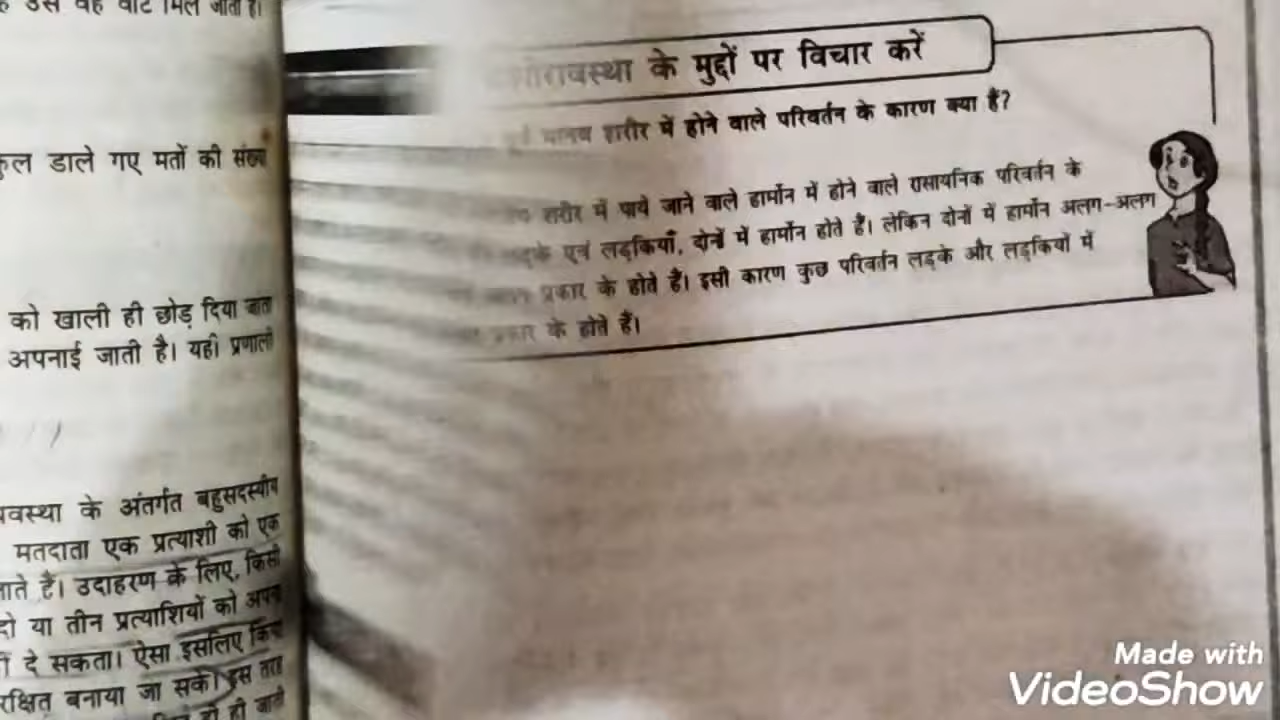 उसे वह वोट मिल जाता है।
कुल डाले गए मतों की संख्या
को खाली ही छोड़ दिया जाता
अपनाई जाती है। यही प्रणाली
व्यवस्था के अंतर्गत बहुसदस्यीय
मतदाता एक प्रत्याशी को एक
जाते हैं। उदाहरण के लिए, किसी
दो या तीन प्रत्याशियों को अपना
दे सकता। ऐसा इसलिए किया
रक्षित बनाया जा सके। इस तरह
के मुद्दों पर विचार करें
मानव शरीर में होने वाले परिवर्तन के कारण क्या हैं?
शरीर में पाये जाने वाले हार्मोन में होने वाले रासायनिक परिवर्तन के
लड़के एवं लड़कियाँ, दोनों में हार्मोन होते हैं। लेकिन दोनों में हार्मोन अलग-अलग
प्रकार के होते हैं। इसी कारण कुछ परिवर्तन लड़के और लड़कियों में
प्रकार के होते हैं।
Made with
VideoShow